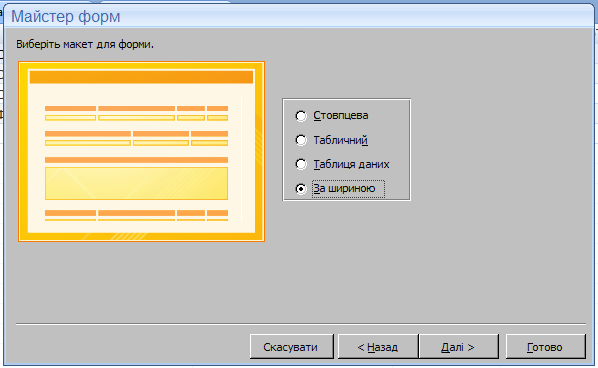 Майстер форм
Виберіть макет для форми.
Стовпцева
Табличний
Таблиця даних
За шириною
Скасувати
< Назад
Далі >
Готово